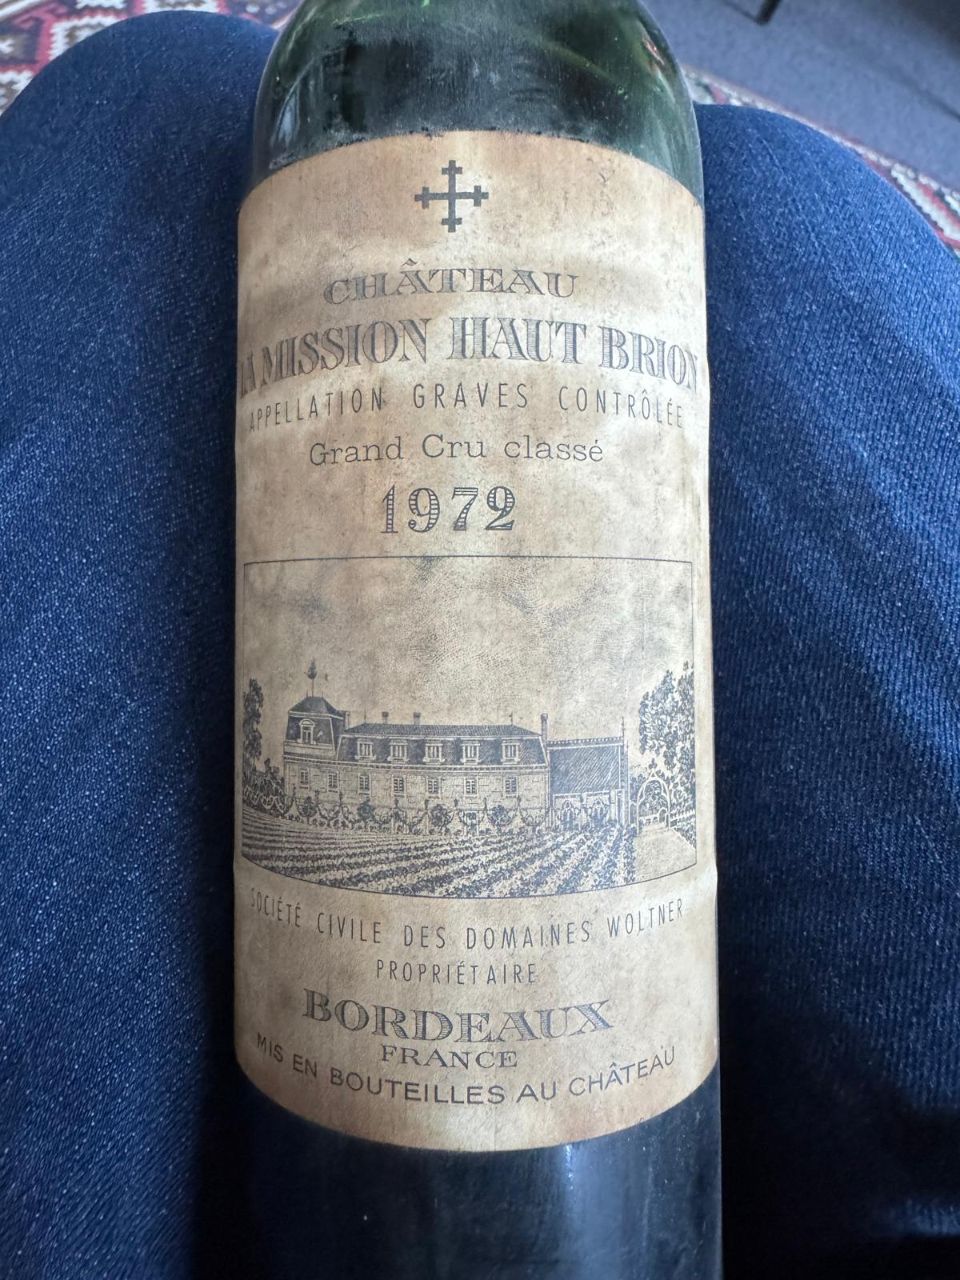 CHÂTEAU
LA MISSION HAUT BRION
APPELLATION GRAVES CONTRÔLÉE
Grand Cru classé
1972
SOCIÉTÉ CIVILE DES DOMAINES WOLTNER
PROPRIÉTAIRE
BORDEAUX
FRANCE
MIS EN BOUTEILLES AU CHÂTEAU